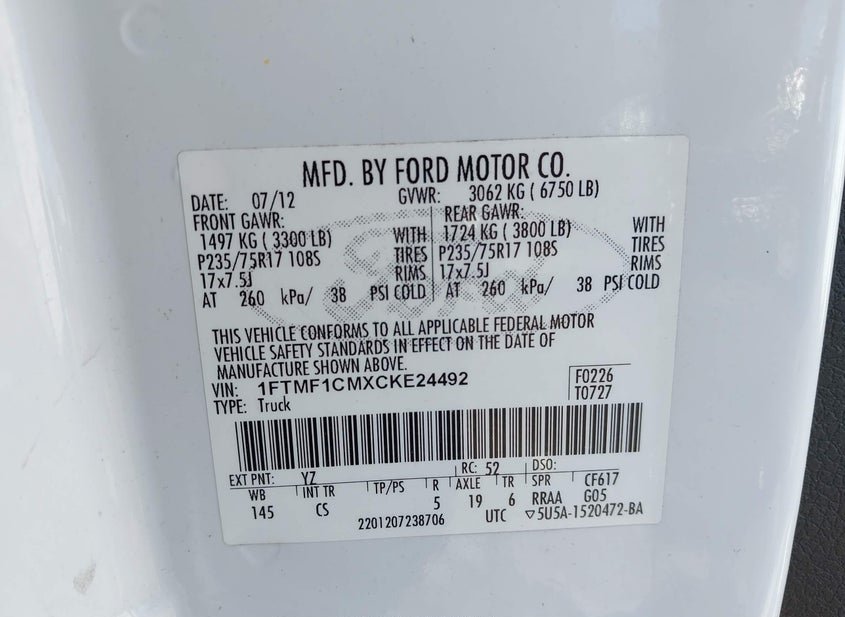 MFD. BY FORD MOTOR CO.
DATE: 07/12 GVWR: 3062 KG ( 6750 LB)
FRONT GAWR: REAR GAWR:
1497 KG ( 3300 LB) WITH 1724 KG ( 3800 LB) WITH
P235/75R17 108S TIRES P235/75R17 108S TIRES
17x7.5J RIMS 17x7.5J RIMS
AT 260 kPa/ 38 PSI COLD AT 260 kPa/ 38 PSI COLD
THIS VEHICLE CONFORMS TO ALL APPLICABLE FEDERAL MOTOR
VEHICLE SAFETY STANDARDS IN EFFECT ON THE DATE OF
MANUFACTURE SHOWN ABOVE.
VIN: 1FTMF1CMXCKE24492 F0226
TYPE: Truck T0727
EXT PNT: YZ RC: 52 DSO:
WB INT TR TP/PS R AXLE TR SPR CF617
145 CS 5 19 6 RRAA G05
2201207238706 UTC ▽5U5A-1520472-BA